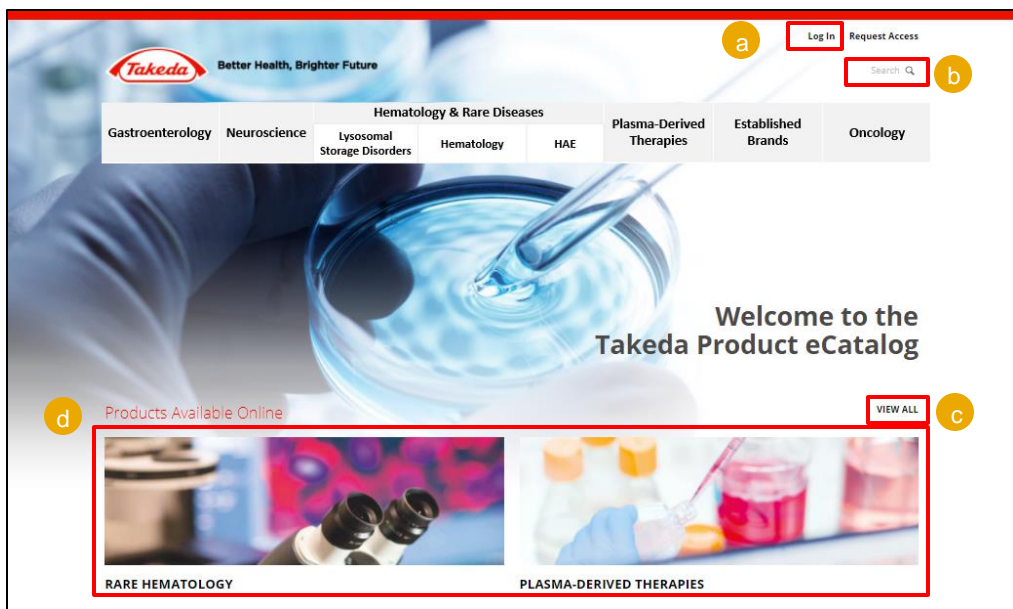 a
Log In Request Access
Takeda Better Health, Brighter Future
Search
b
Gastroenterology
Neuroscience
Hematology & Rare Diseases
Lysosomal
Storage Disorders
Hematology
HAE
Plasma-Derived
Therapies
Established
Brands
Oncology
Welcome to the
Takeda Product eCatalog
d
Products Available Online
VIEW ALL
c
RARE HEMATOLOGY
PLASMA-DERIVED THERAPIES